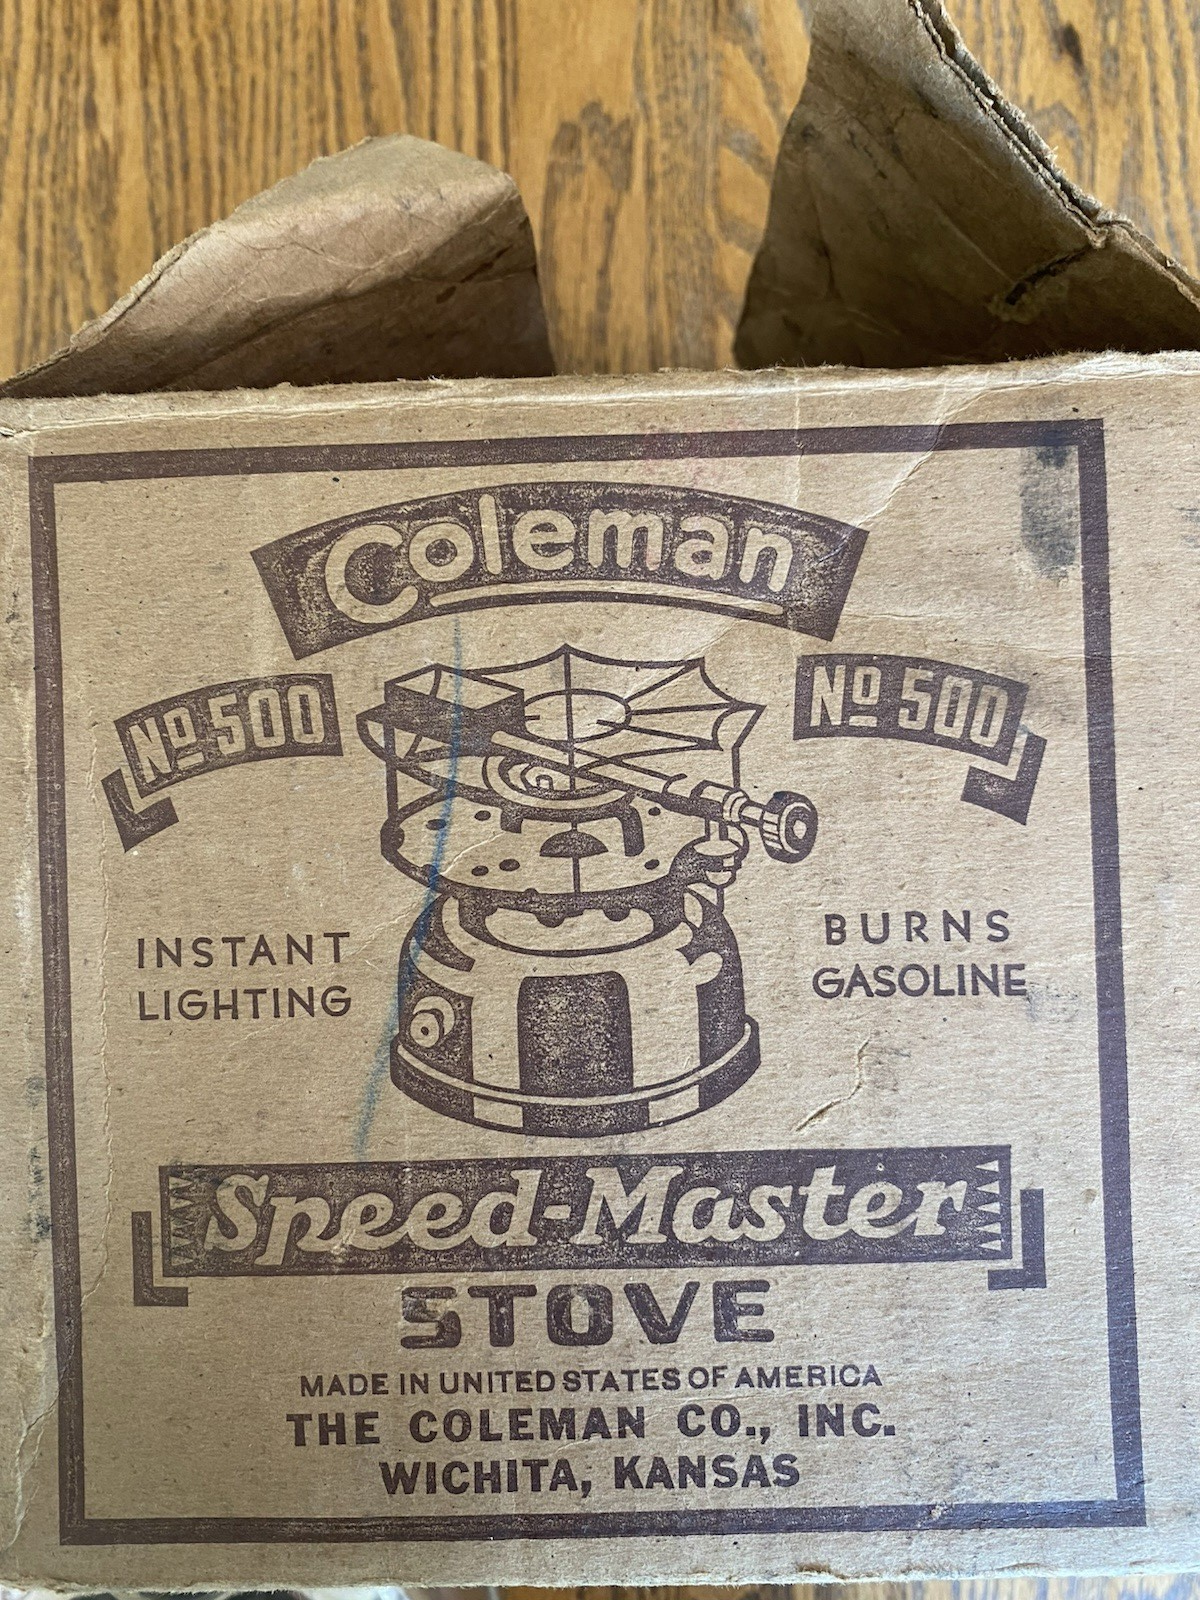 Coleman
No 500
No 500
INSTANT
LIGHTING
BURNS
GASOLINE
Speed-Master
STOVE
MADE IN UNITED STATES OF AMERICA
THE COLEMAN CO., INC.
WICHITA, KANSAS